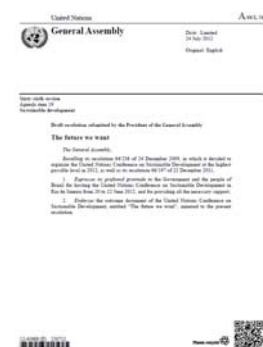 United Nations
A/66/L.56
General Assembly
Distr.: Limited
24 July 2012
Original: English
Sixty-sixth session
Agenda item 19
Sustainable development
Draft resolution submitted by the President of the General Assembly
The future we want
The General Assembly,
Recalling its resolution 64/236 of 24 December 2009, in which it decided to
organize the United Nations Conference on Sustainable Development at the highest
possible level in 2012, as well as its resolution 66/197 of 22 December 2011,
1. Expresses its profound gratitude to the Government and the people of
Brazil for hosting the United Nations Conference on Sustainable Development in
Rio de Janeiro from 20 to 22 June 2012, and for providing all the necessary support;
2. Endorses the outcome document of the United Nations Conference on
Sustainable Development, entitled "The future we want", annexed to the present
resolution.
Please recycle